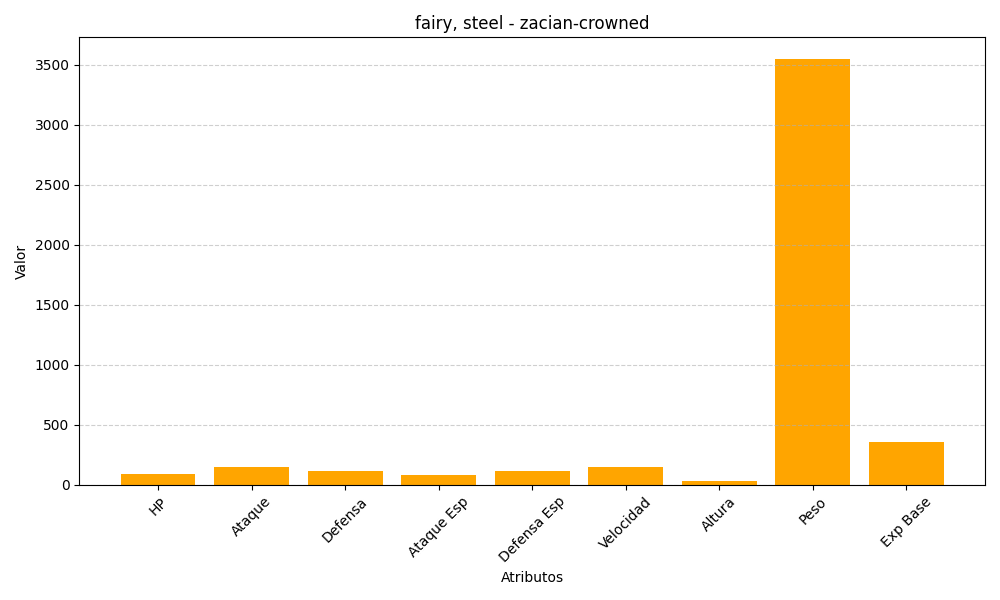 fairy, steel - zacian-crowned
Valor
3500
3000
2500
2000
1500
1000
500
0
HP
Ataque
Defensa
Ataque Esp
Defensa Esp
Velocidad
Altura
Peso
Exp Base
Atributos